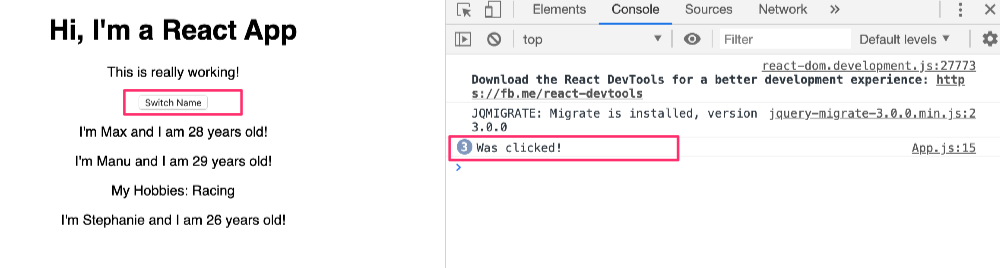 Hi, I'm a React App
This is really working!
Switch Name
I'm Max and I am 28 years old!
I'm Manu and I am 29 years old!
My Hobbies: Racing
I'm Stephanie and I am 26 years old!
Elements Console Sources Network »
top Filter Default levels
react-dom.development.js:27773
Download the React DevTools for a better development experience: http
s://fb.me/react-devtools
JQMIGRATE: Migrate is installed, version jquery-migrate-3.0.0.min.js:2
3.0.0
3 Was clicked! App.js:15